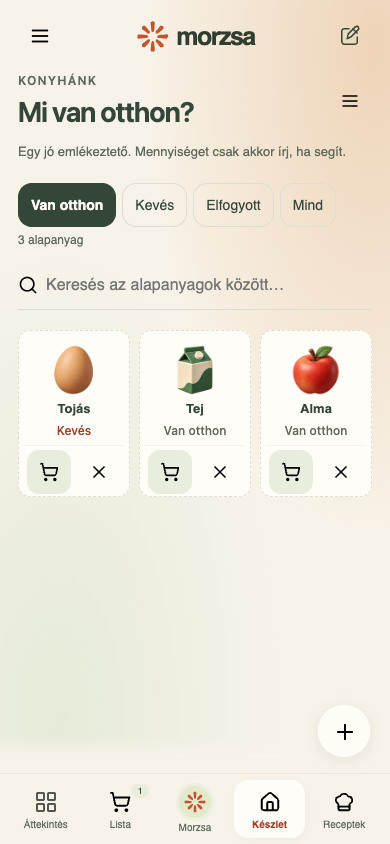 morzsa
KONYHÁNK
Mi van otthon?
Egy jó emlékeztető. Mennyiséget csak akkor írj, ha segít.
Van otthon Kevés Elfogyott Mind
3 alapanyag
Keresés az alapanyagok között…
Tojás Tej Alma
Kevés Van otthon Van otthon
1
Áttekintés Lista Morzsa Készlet Receptek